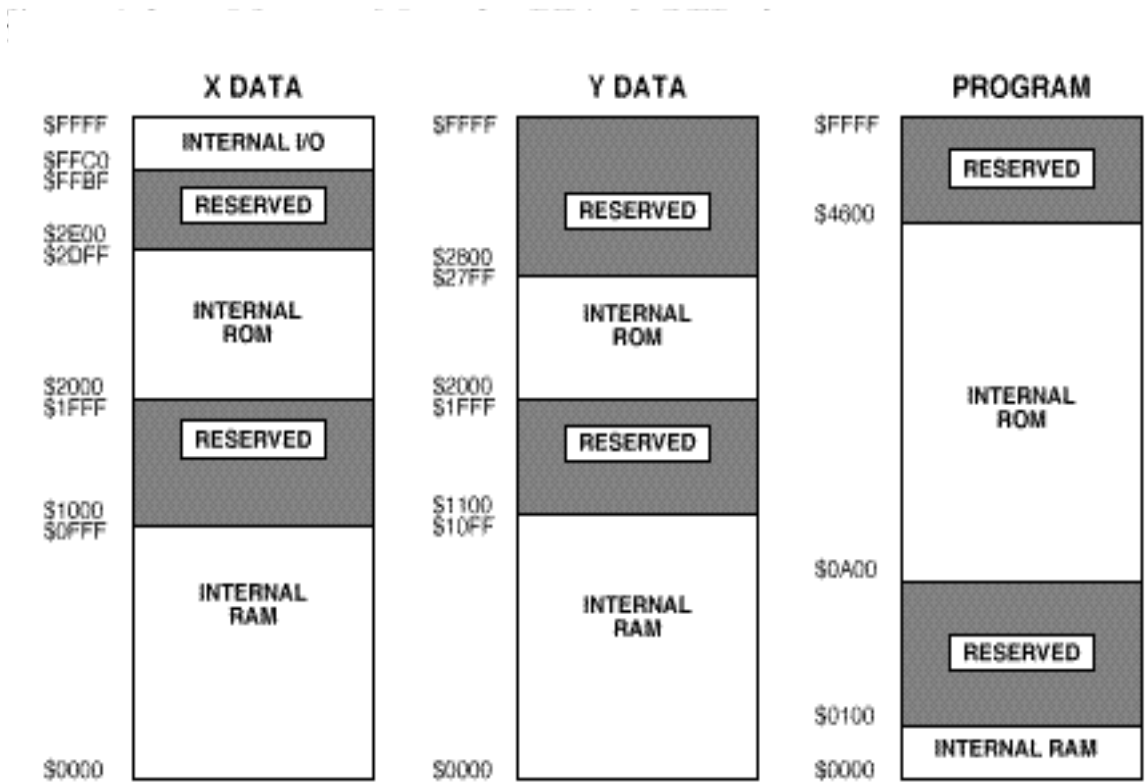 X DATA
$FFFF
INTERNAL I/O
$FFC0
$FFBF
RESERVED
$2E00
$2DFF
INTERNAL
ROM
$2000
$1FFF
RESERVED
$1000
$0FFF
INTERNAL
RAM
$0000
Y DATA
$FFFF
RESERVED
$2800
$27FF
INTERNAL
ROM
$2000
$1FFF
RESERVED
$1100
$10FF
INTERNAL
RAM
$0000
PROGRAM
$FFFF
RESERVED
$4600
INTERNAL
ROM
$0A00
RESERVED
$0100
INTERNAL RAM
$0000